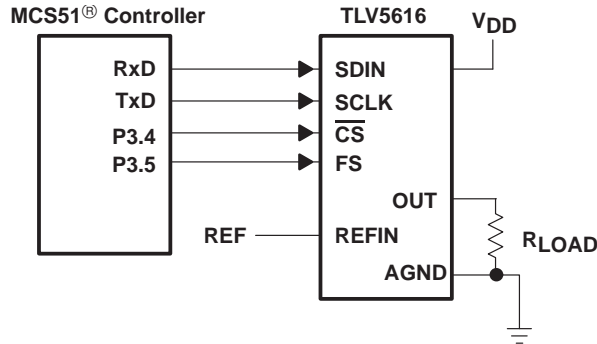 MCS51® Controller
TLV5616
VDD
RxD
SDIN
TxD
SCLK
P3.4
CS
P3.5
FS
OUT
REF
REFIN
RLOAD
AGND